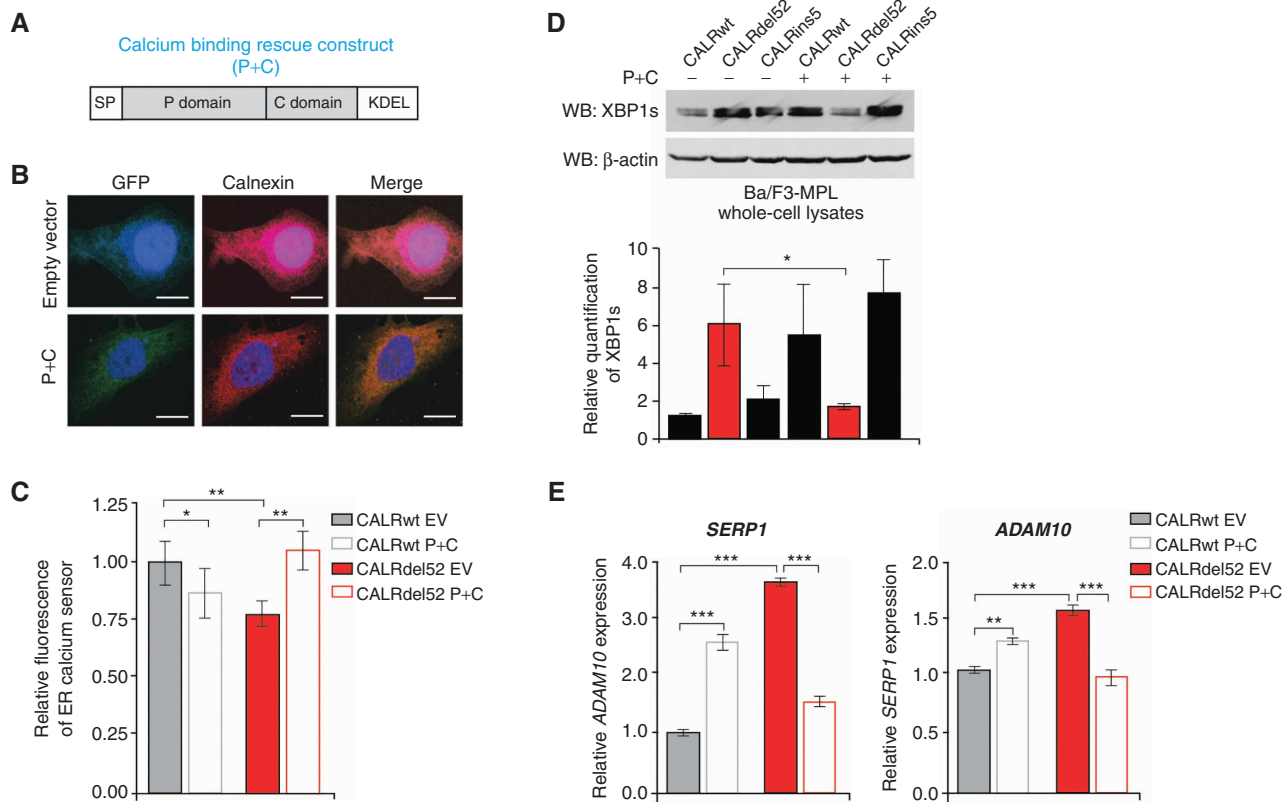 A
Calcium binding rescue construct
(P+C)
SP P domain C domain KDEL
B
GFP Calnexin Merge
Empty vector
P+C
C
Relative fluorescence
of ER calcium sensor
1.25
1.00
0.75
0.50
0.25
0.00
**
* **
CALRwt EV
CALRwt P+C
CALRdel52 EV
CALRdel52 P+C
D
CALRwt CALRdel52 CALRins5 CALRwt CALRdel52 CALRins5
P+C − − − + + +
WB: XBP1s
WB: β-actin
Ba/F3-MPL
whole-cell lysates
Relative quantification
of XBP1s
10
8
6
4
2
0
*
E
SERP1
Relative ADAM10 expression
4.0
3.0
2.0
1.0
0.0
*** ***
***
ADAM10
Relative SERP1 expression
2.0
1.5
1.0
0.5
0.0
*** ***
**
CALRwt EV
CALRwt P+C
CALRdel52 EV
CALRdel52 P+C